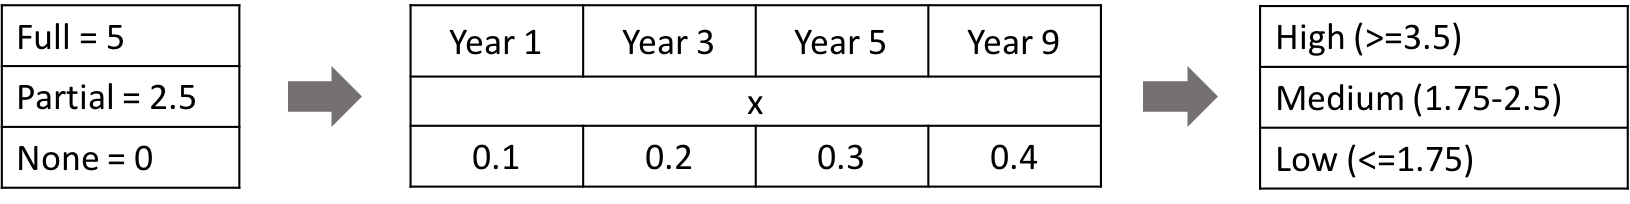 Full = 5
Partial = 2.5
None = 0
Year 1 Year 3 Year 5 Year 9
x
0.1 0.2 0.3 0.4
High (>=3.5)
Medium (1.75-2.5)
Low (<=1.75)